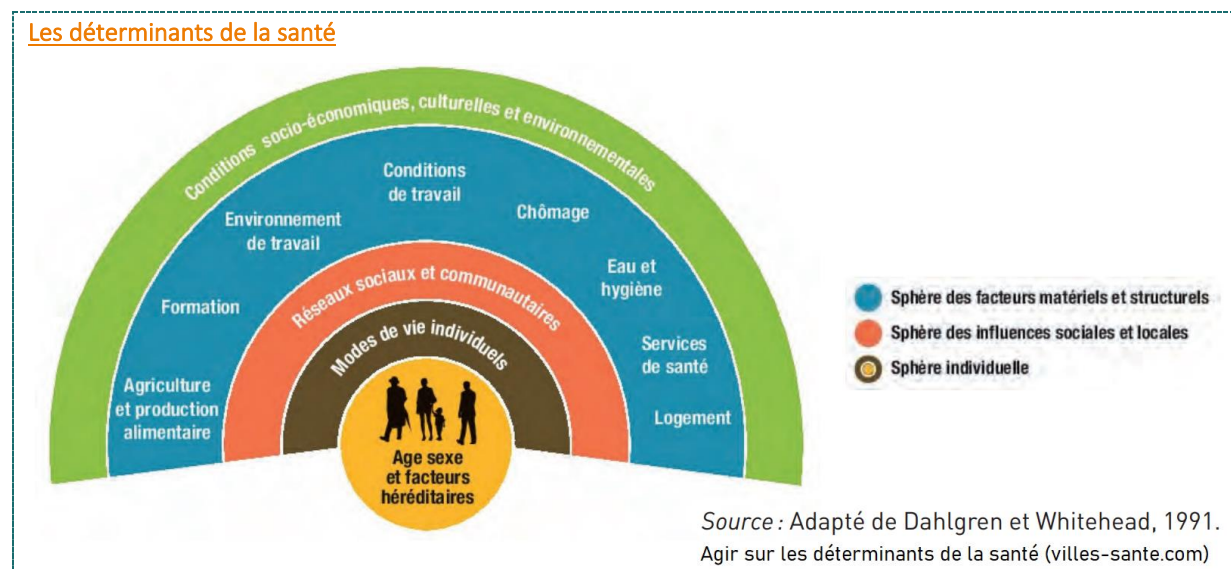 Les déterminants de la santé
Conditions socio-économiques, culturelles et environnementales
Conditions
de travail
Environnement
de travail
Chômage
Formation
Eau et
hygiène
Agriculture
et production
alimentaire
Services
de santé
Logement
Réseaux sociaux et communautaires
Modes de vie individuels
Age sexe
et facteurs
héréditaires
Sphère des facteurs matériels et structurels
Sphère des influences sociales et locales
Sphère individuelle
Source : Adapté de Dahlgren et Whitehead, 1991.
Agir sur les déterminants de la santé (villes-sante.com)